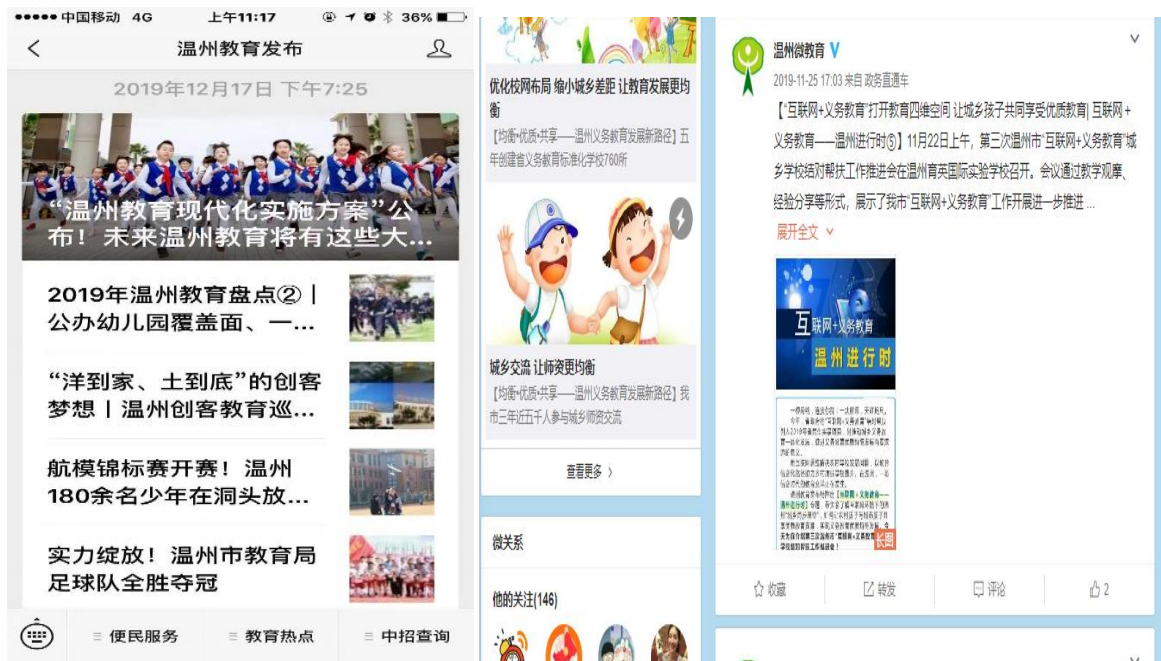 中国移动 4G 上午11:17 36%
温州教育发布
2019年12月17日 下午7:25
“温州教育现代化实施方案”公
布！未来温州教育将有这些大...
2019年温州教育盘点②丨
公办幼儿园覆盖面、一...
“洋到家、土到底”的创客
梦想丨温州创客教育巡...
航模锦标赛开赛！温州
180余名少年在洞头放...
实力绽放！温州市教育局
足球队全胜夺冠
便民服务
教育热点
中招查询
优化校网布局 缩小城乡差距 让教育发展更均
衡
【均衡·优质·共享——温州义务教育发展新路径】五
年创建省义务教育标准化学校760所
城乡交流 让师资更均衡
【均衡·优质·共享——温州义务教育发展新路径】我
市三年近五千人参与城乡师资交流
查看更多 >
微关系
他的关注(146)
温州微教育
2019-11-25 17:03 来自 政务直通车
【“互联网+义务教育”打开教育四维空间 让城乡孩子共同享受优质教育| 互联网 +
义务教育——温州进行时⑤】11月22日上午，第三次温州市“互联网+义务教育”城
乡学校结对帮扶工作推进会在温州育英国际实验学校召开。会议通过教学观摩、
经验分享等形式，展示了我市“互联网+义务教育”工作开展进一步推进 ...
展开全文
互联网+义务教育
温州进行时
长图
收藏
转发
评论
2